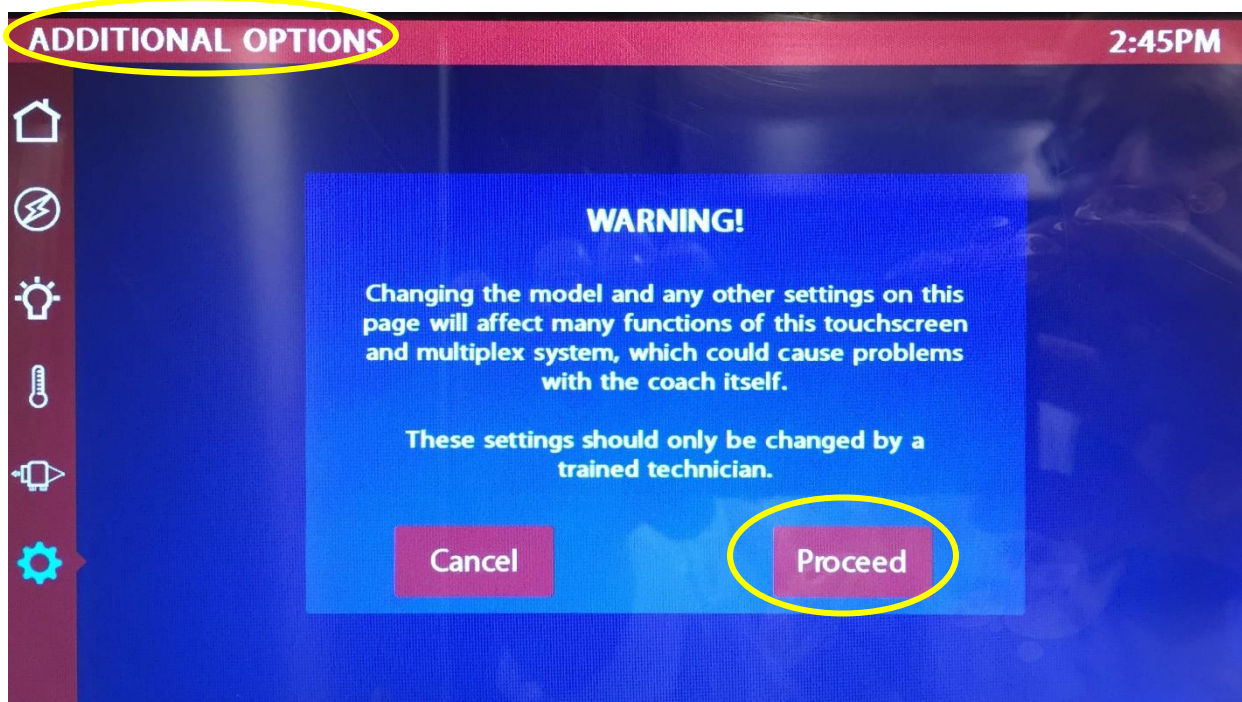 ADDITIONAL OPTIONS
2:45PM
WARNING!
Changing the model and any other settings on this
page will affect many functions of this touchscreen
and multiplex system, which could cause problems
with the coach itself.
These settings should only be changed by a
trained technician.
Cancel
Proceed